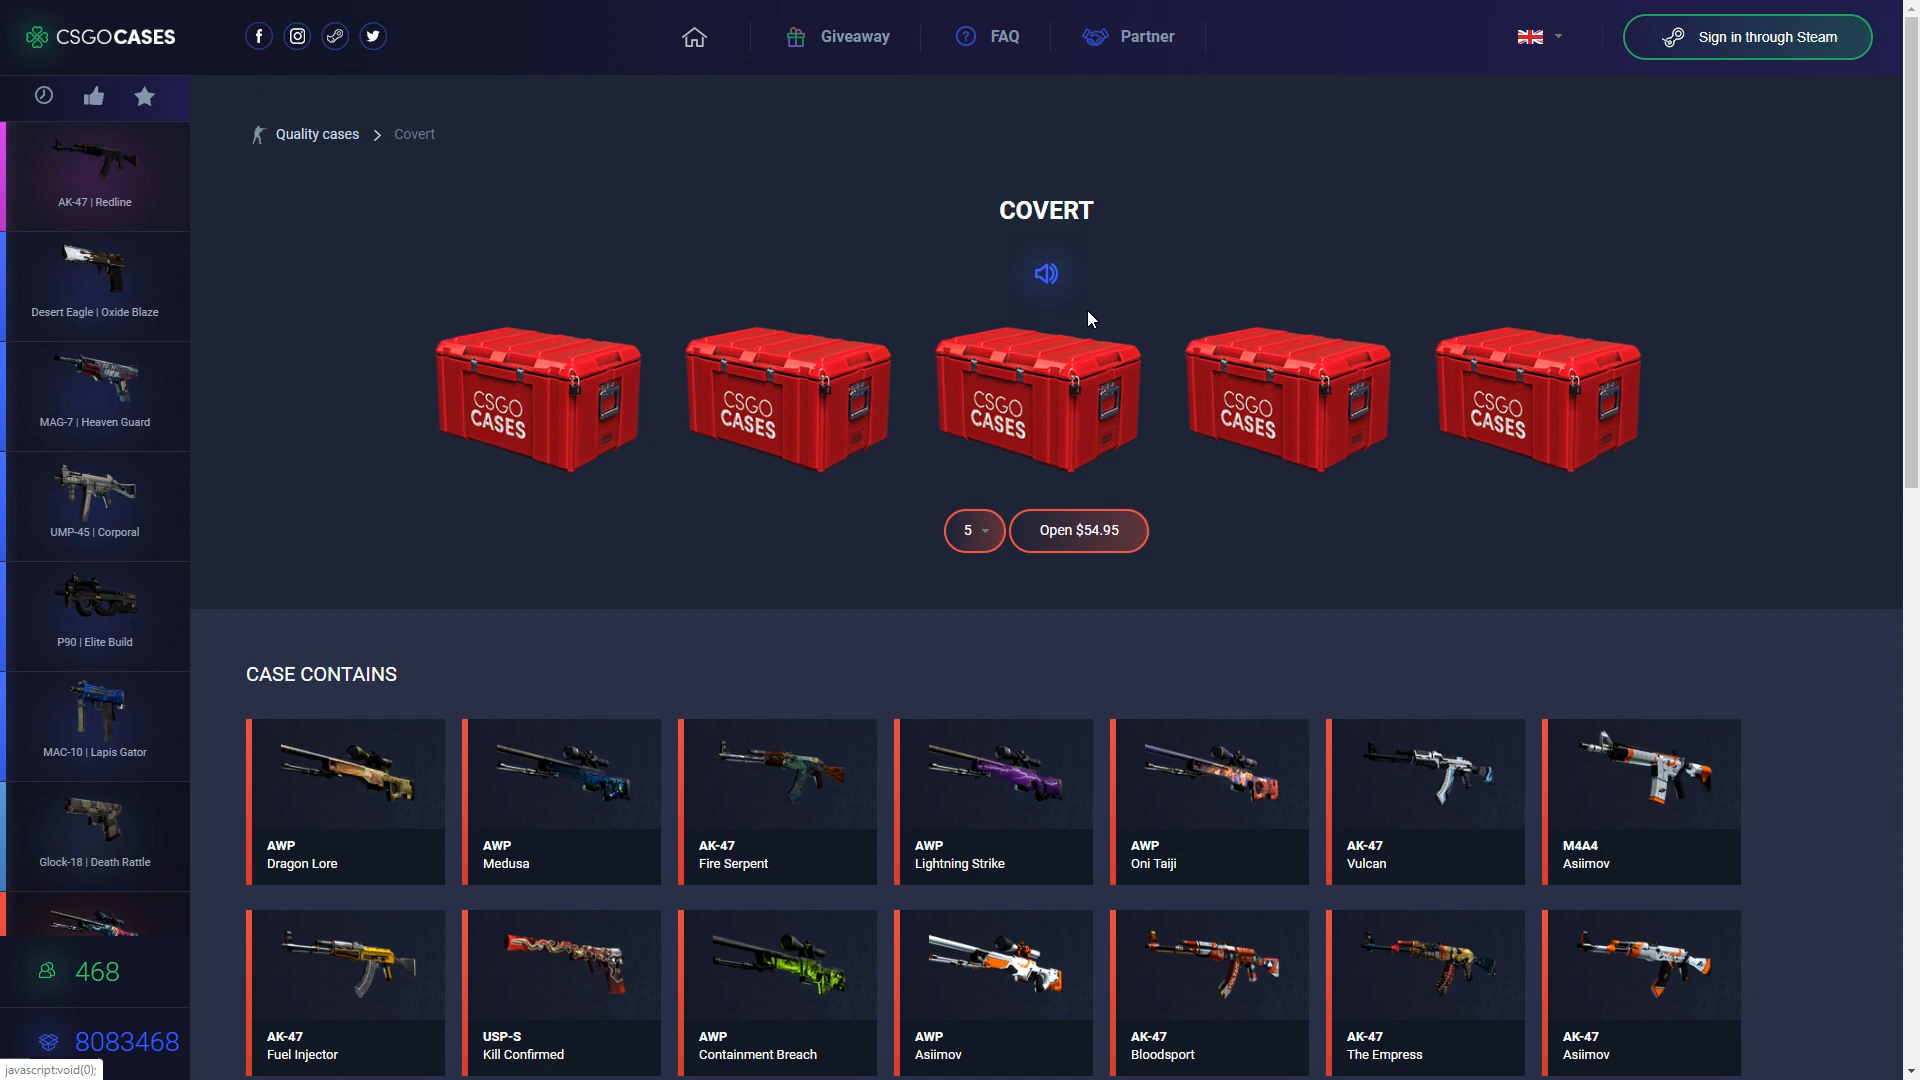 CSGOCASES
Giveaway
FAQ
Partner
Sign in through Steam
Quality cases
Covert
COVERT
AK-47 | Redline
Desert Eagle | Oxide Blaze
MAG-7 | Heaven Guard
UMP-45 | Corporal
P90 | Elite Build
MAC-10 | Lapis Gator
Glock-18 | Death Rattle
468
8083468
javascript:void(0);
CSGO
CASES
CSGO
CASES
CSGO
CASES
CSGO
CASES
CSGO
CASES
5
Open $54.95
CASE CONTAINS
AWP
Dragon Lore
AWP
Medusa
AK-47
Fire Serpent
AWP
Lightning Strike
AWP
Oni Taiji
AK-47
Vulcan
M4A4
Asiimov
AK-47
Fuel Injector
USP-S
Kill Confirmed
AWP
Containment Breach
AWP
Asiimov
AK-47
Bloodsport
AK-47
The Empress
AK-47
Asiimov